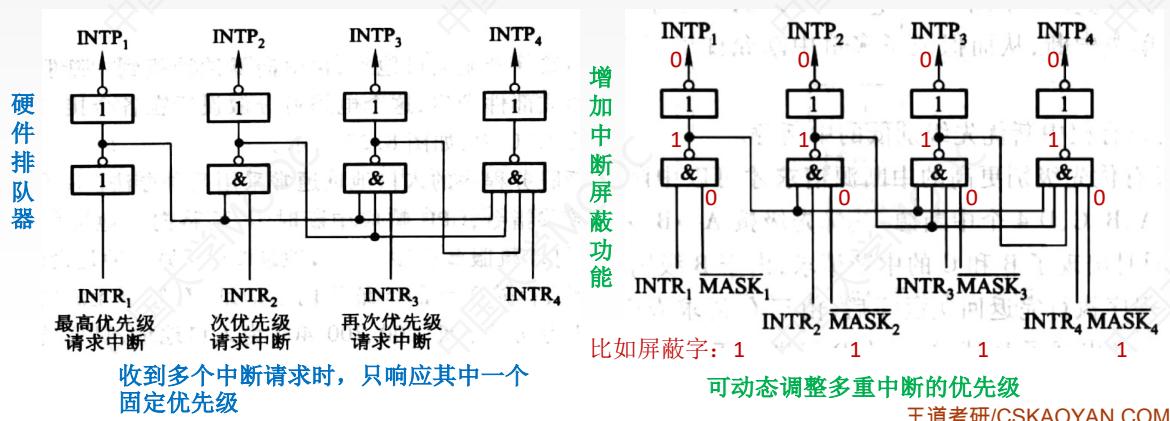 硬件排队器
INTP₁ INTP₂ INTP₃ INTP₄
1 1 1 1
1 & & &
INTR₁ INTR₂ INTR₃ INTR₄
最高优先级 次优先级 再次优先级
请求中断 请求中断 请求中断
收到多个中断请求时，只响应其中一个
固定优先级
增加中断屏蔽功能
INTP₁ INTP₂ INTP₃ INTP₄
0 0 0 0
1 1 1 1
1 1 1 1
& & & &
0 0 0 0
INTR₁ M̅A̅S̅K̅₁ INTR₃ M̅A̅S̅K̅₃
INTR₂ M̅A̅S̅K̅₂ INTR₄ M̅A̅S̅K̅₄
比如屏蔽字：1 1 1 1
可动态调整多重中断的优先级
王道考研/CSKAOYAN.COM